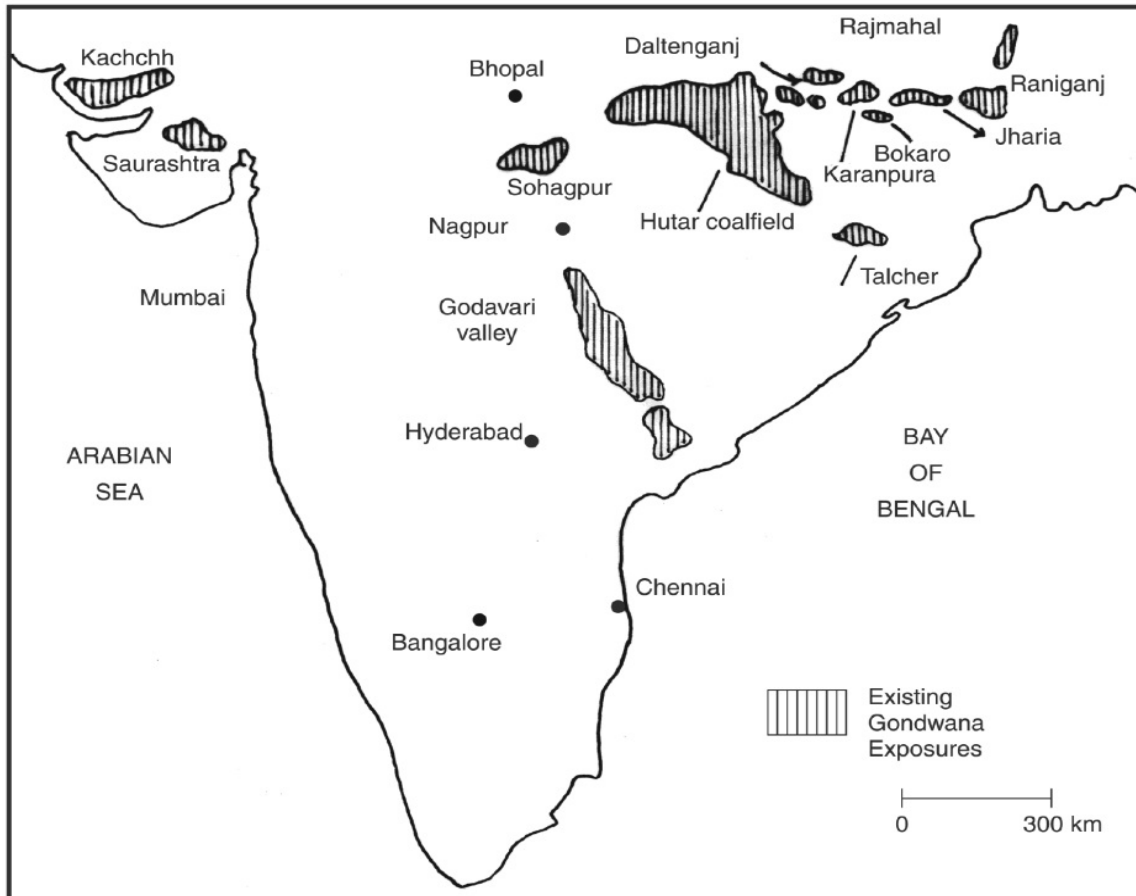 Rajmahal
Daltenganj
Kachchh
Bhopal
Raniganj
Jharia
Bokaro
Saurashtra
Karanpura
Sohagpur
Hutar coalfield
Nagpur
Talcher
Mumbai
Godavari
valley
Hyderabad
ARABIAN
SEA
BAY
OF
BENGAL
Chennai
Bangalore
Existing
Gondwana
Exposures
0 300 km